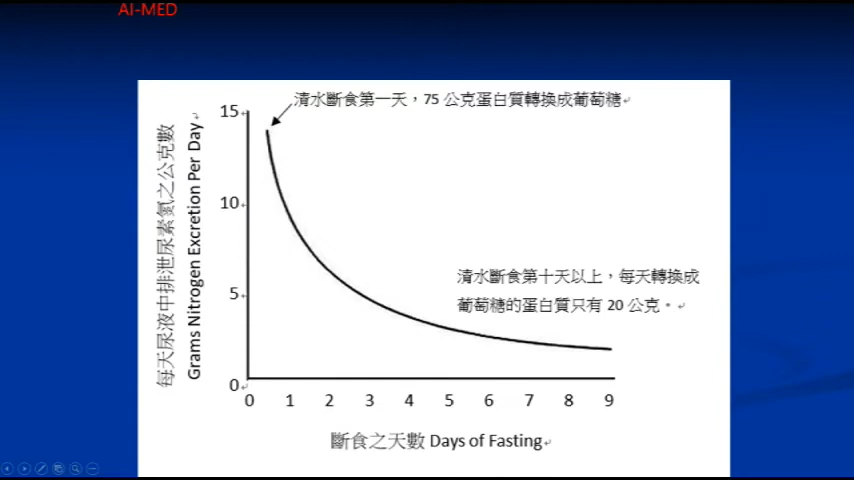 AI-MED
清水斷食第一天，75 公克蛋白質轉換成葡萄糖
15
10
5
0
每天尿液中排泄尿素氮之公克數
Grams Nitrogen Excretion Per Day
清水斷食第十天以上，每天轉換成
葡萄糖的蛋白質只有 20 公克。
0 1 2 3 4 5 6 7 8 9
斷食之天數 Days of Fasting